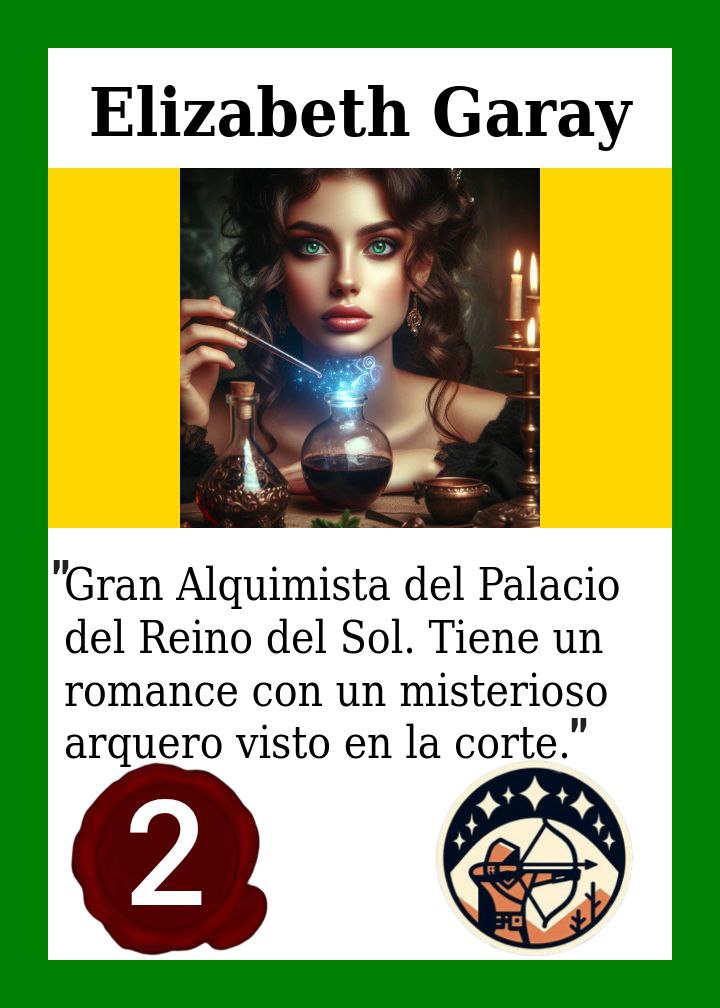 Elizabeth Garay
"Gran Alquimista del Palacio
del Reino del Sol. Tiene un
romance con un misterioso
arquero visto en la corte."
2